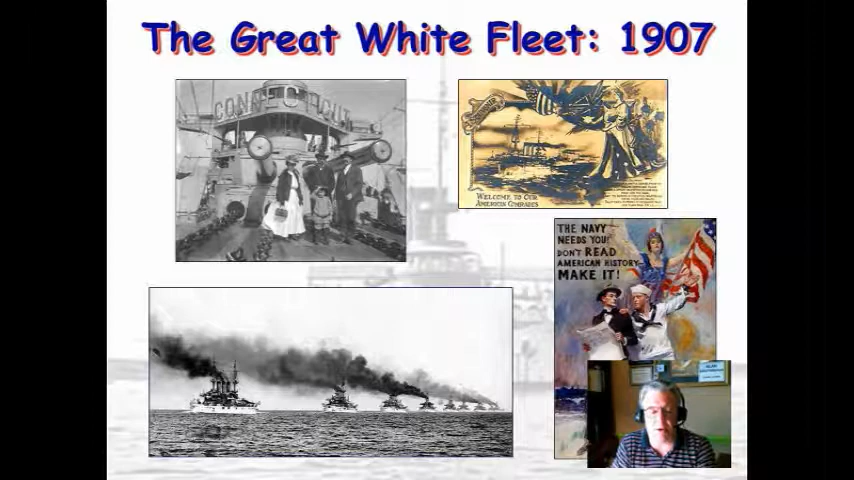 The Great White Fleet: 1907
CONNECTICUT
WELCOME TO OUR
AMERICAN COMRADES
THE NAVY
NEEDS YOU!
DON'T READ
AMERICAN HISTORY
MAKE IT!